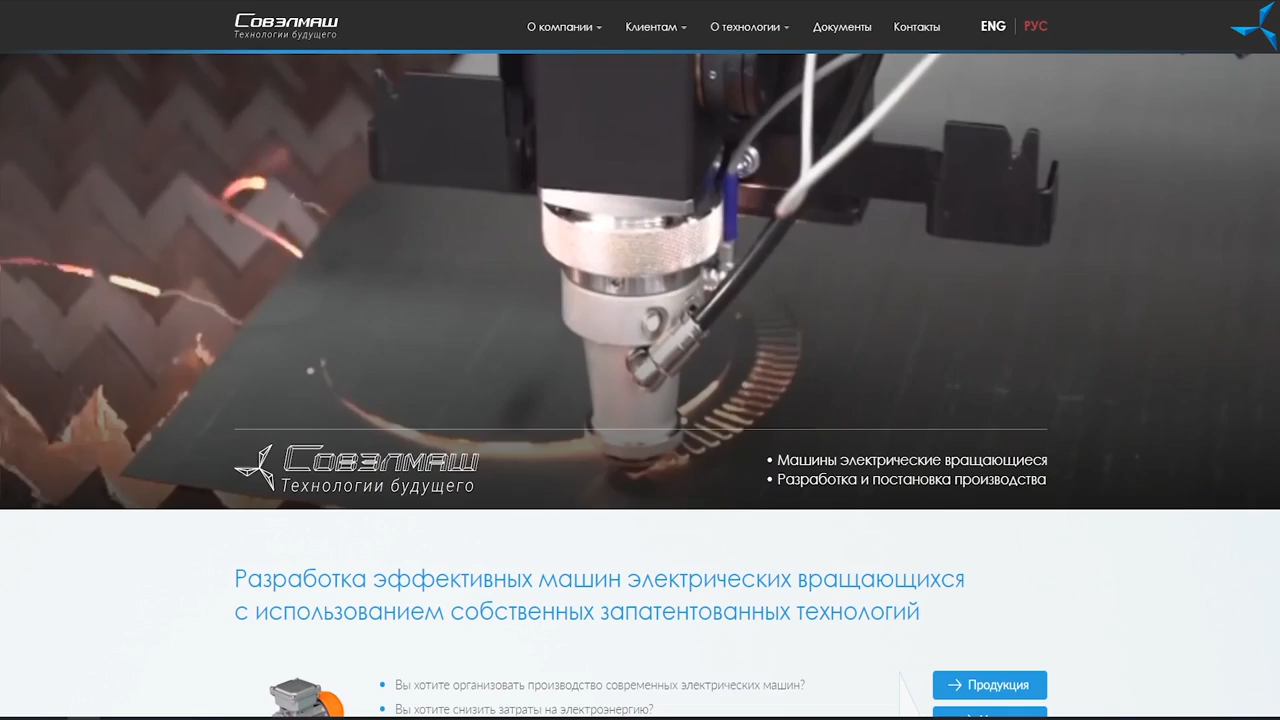 Совэлмаш
Технологии будущего
О компании
Клиентам
О технологии
Документы
Контакты
ENG
РУС
Совэлмаш
Технологии будущего
• Машины электрические вращающиеся
• Разработка и постановка производства
Разработка эффективных машин электрических вращающихся
с использованием собственных запатентованных технологий
• Вы хотите организовать производство современных электрических машин?
• Вы хотите снизить затраты на электроэнергию?
Продукция